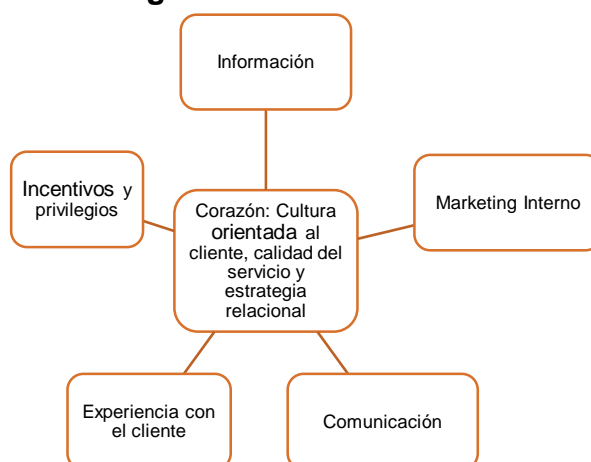 Información
Incentivos y
privilegios
Marketing Interno
Corazón: Cultura
orientada al
cliente, calidad del
servicio y
estrategia
relacional
Experiencia con
el cliente
Comunicación